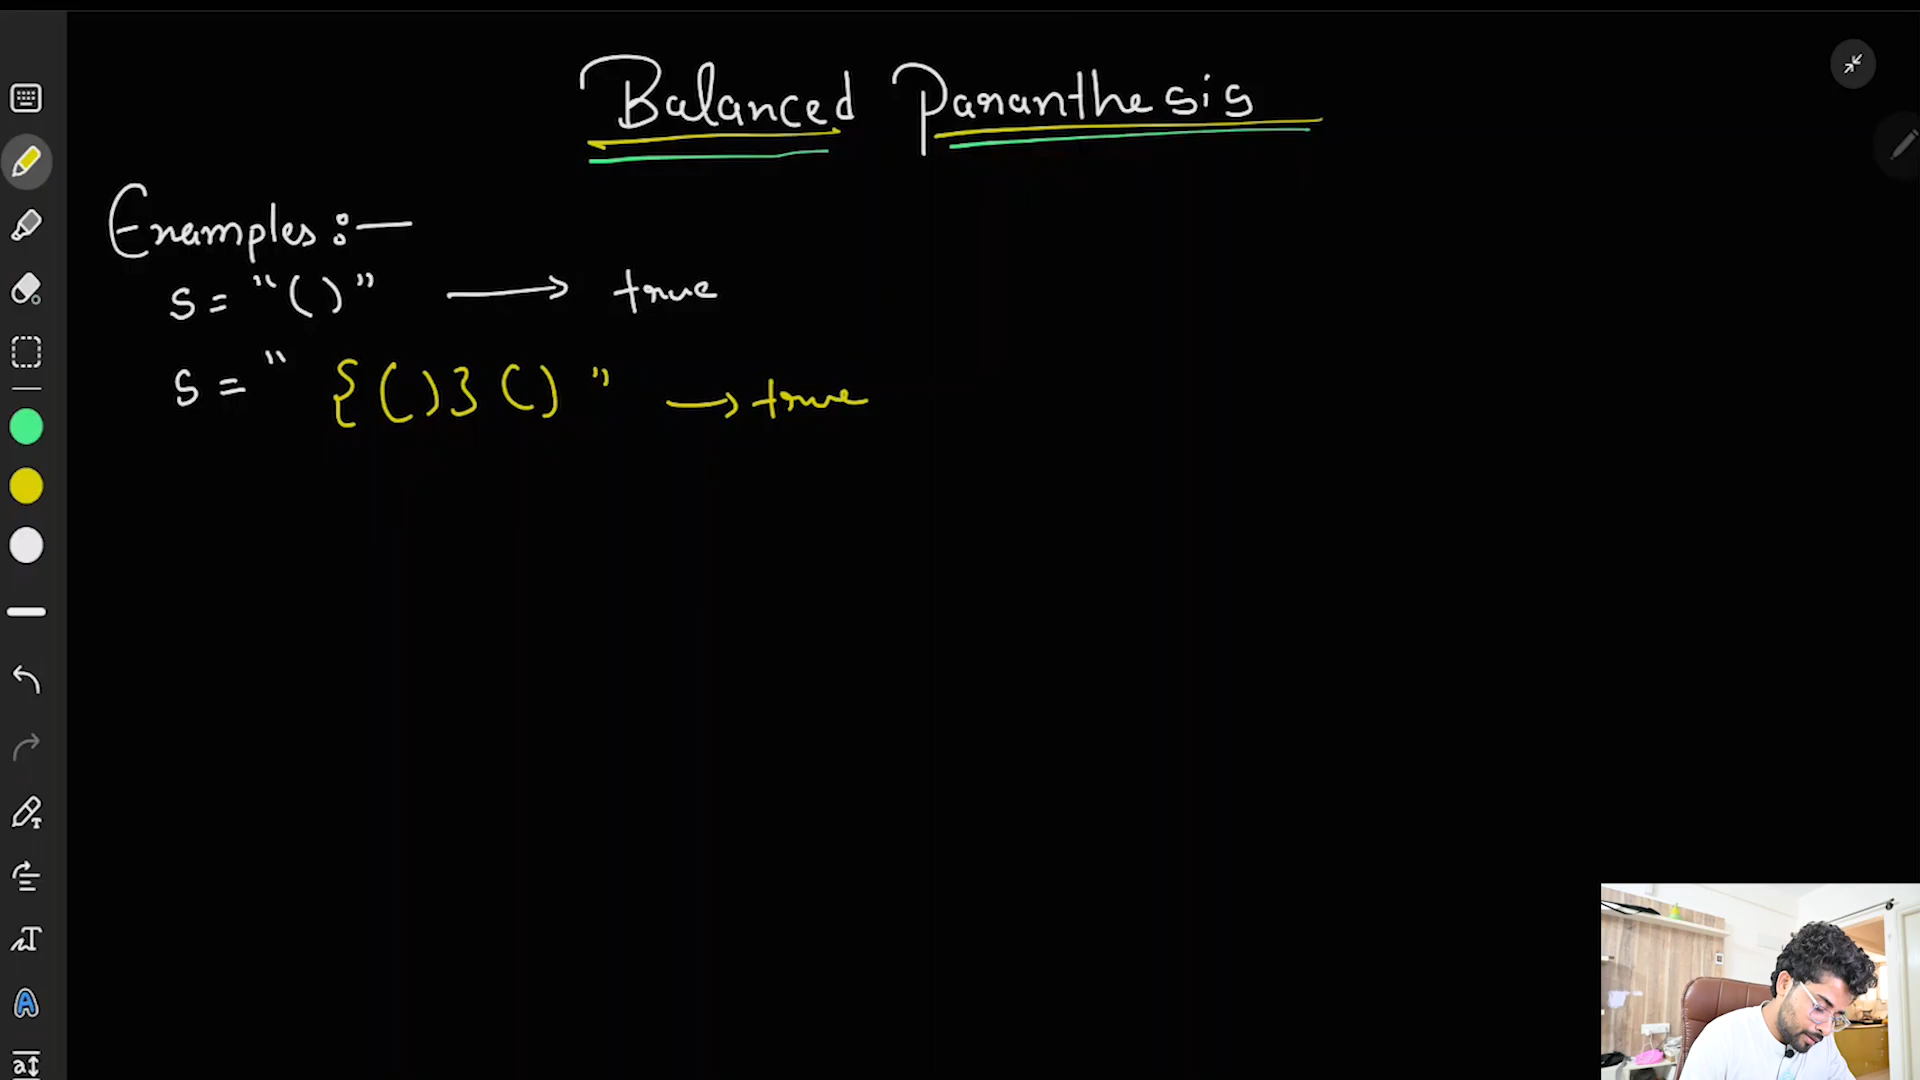 Balanced Paranthesis
Examples:—
S = "()" ⟶ true
S = " {()}() " → true